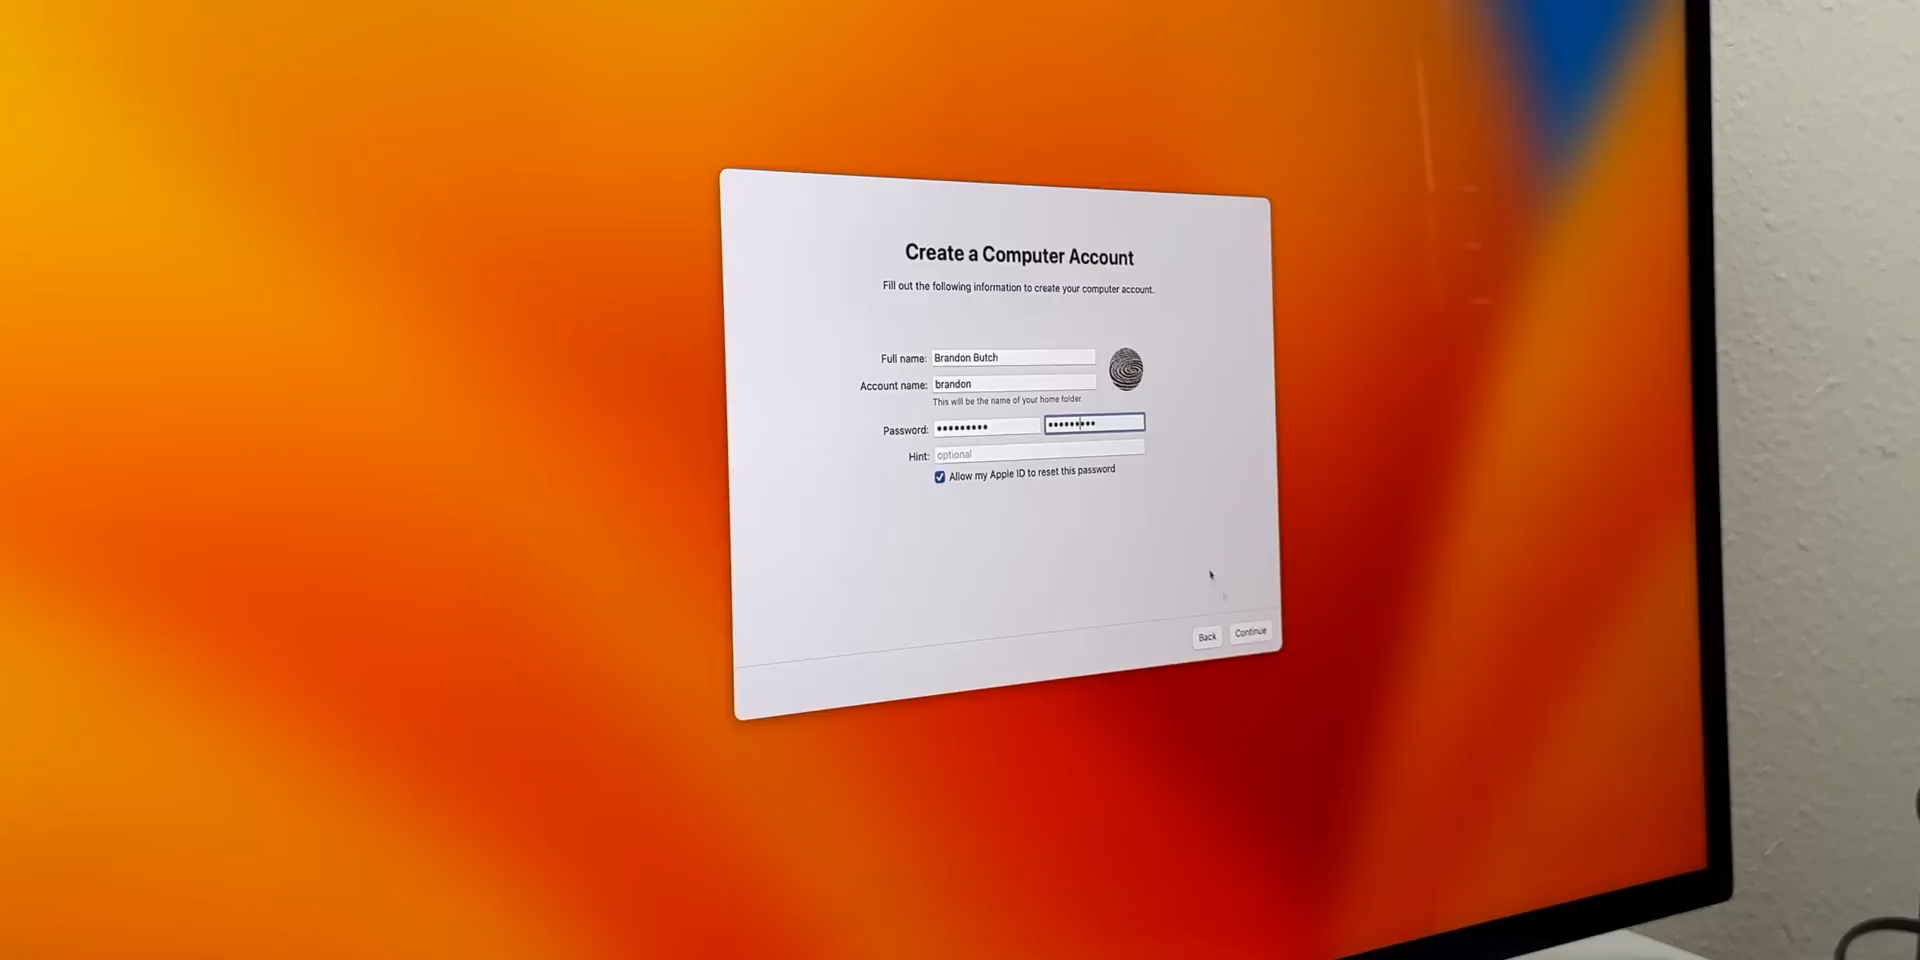 Create a Computer Account
Fill out the following information to create your computer account.
Full name: Brandon Butch
Account name: brandon
This will be the name of your home folder.
Password: ••••••••• •••••••••
Hint: optional
Allow my Apple ID to reset this password
Back Continue